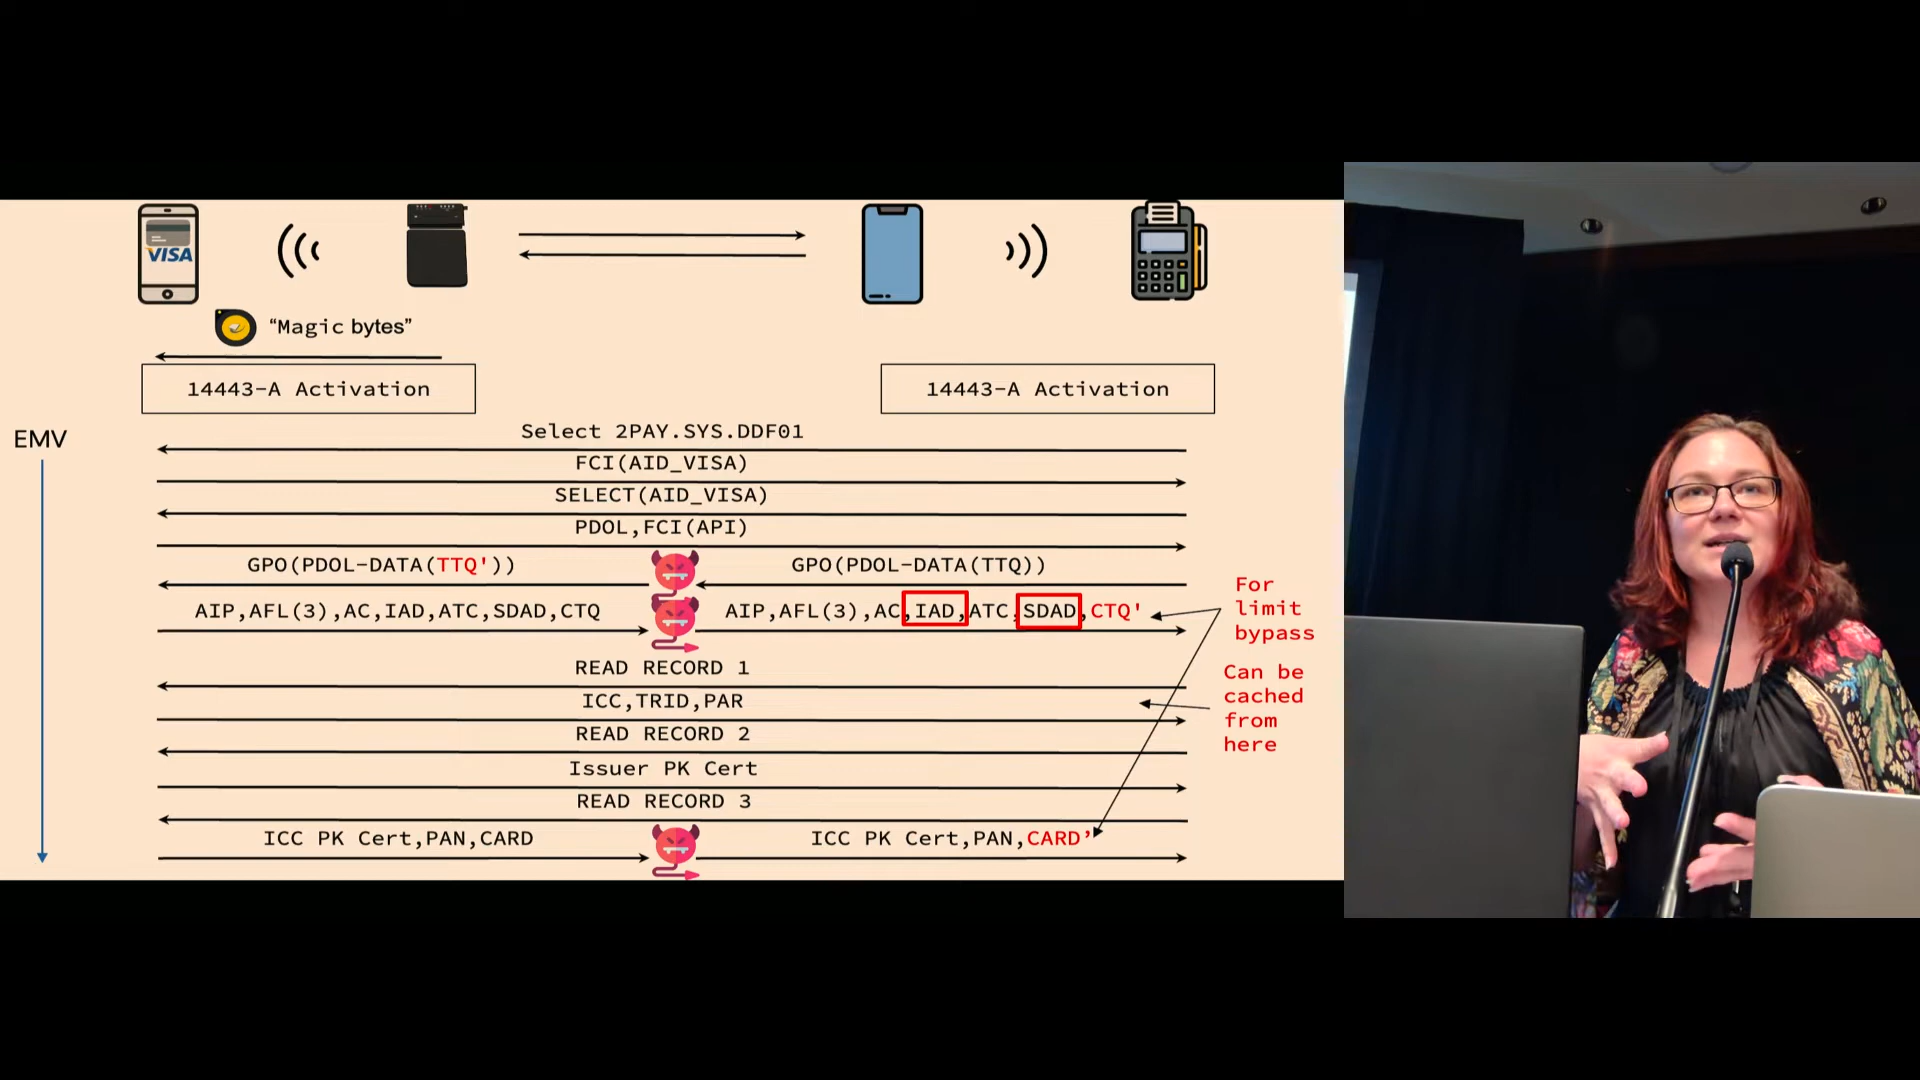 VISA
“Magic bytes”
14443-A Activation
14443-A Activation
EMV
Select 2PAY.SYS.DDF01
FCI(AID_VISA)
SELECT(AID_VISA)
PDOL,FCI(API)
GPO(PDOL-DATA(TTQ'))
GPO(PDOL-DATA(TTQ))
AIP,AFL(3),AC,IAD,ATC,SDAD,CTQ
AIP,AFL(3),AC,IAD,ATC,SDAD,CTQ'
For
limit
bypass
READ RECORD 1
ICC,TRID,PAR
Can be
cached
from
here
READ RECORD 2
Issuer PK Cert
READ RECORD 3
ICC PK Cert,PAN,CARD
ICC PK Cert,PAN,CARD’